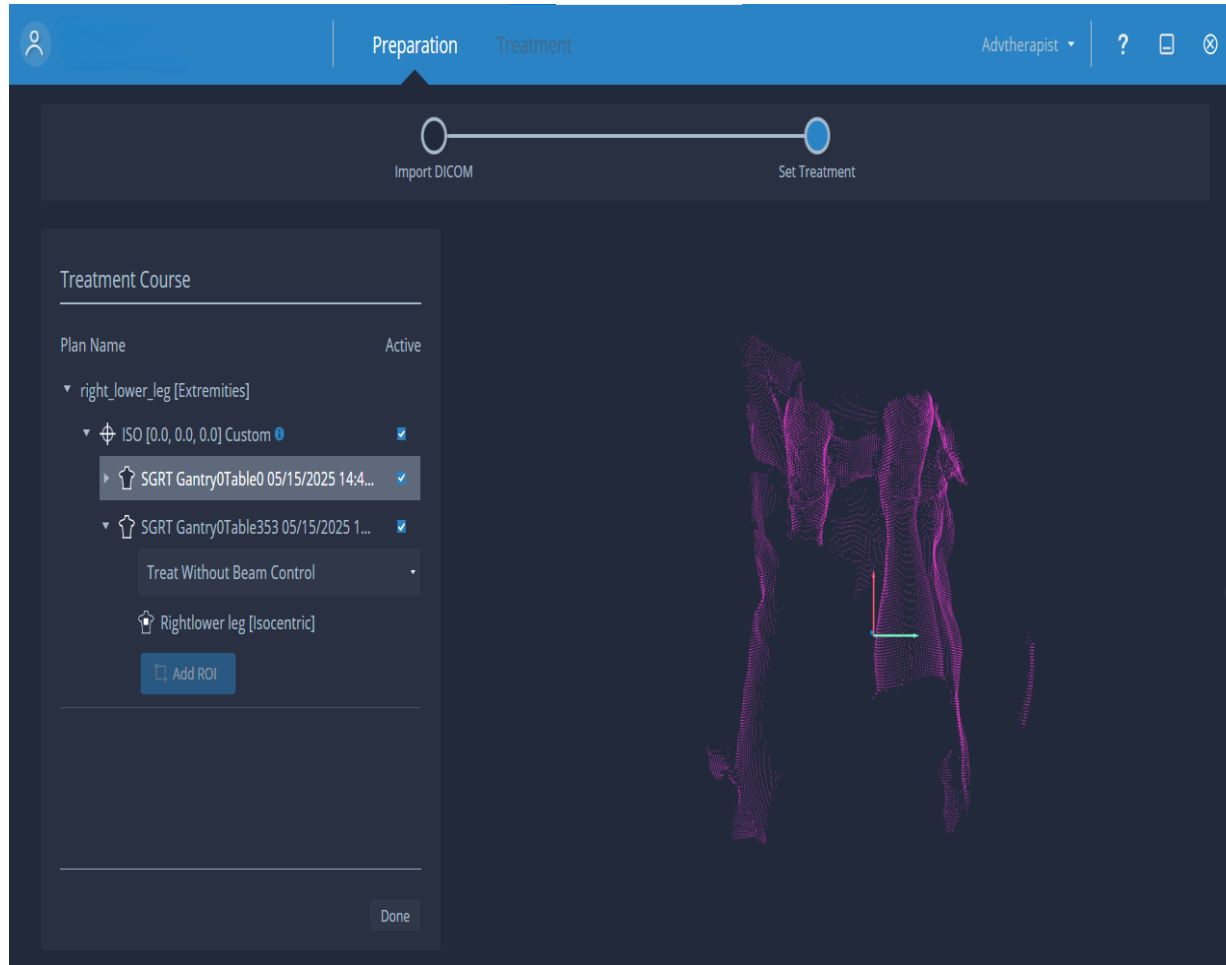 Preparation Treatment Advtherapist ?
Import DICOM Set Treatment
Treatment Course
Plan Name Active
right_lower_leg [Extremities]
ISO [0.0, 0.0, 0.0] Custom
SGRT Gantry0Table0 05/15/2025 14:4...
SGRT Gantry0Table353 05/15/2025 1...
Treat Without Beam Control
Rightlower leg [Isocentric]
Add ROI
Done